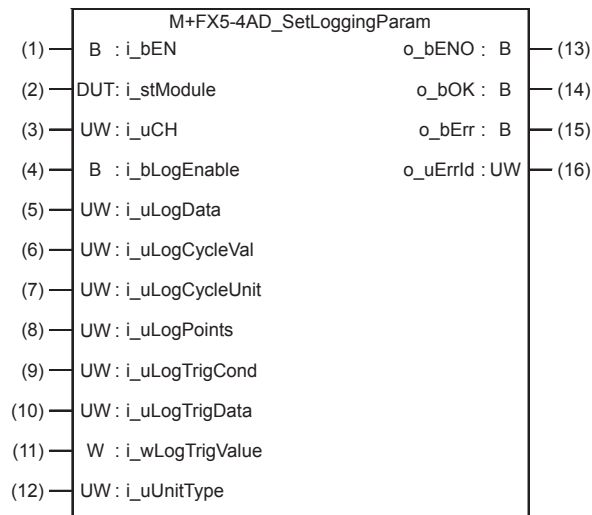 M+FX5-4AD_SetLoggingParam
(1) B : i_bEN o_bENO : B (13)
(2) DUT: i_stModule o_bOK : B (14)
(3) UW : i_uCH o_bErr : B (15)
(4) B : i_bLogEnable o_uErrId : UW (16)
(5) UW : i_uLogData
(6) UW : i_uLogCycleVal
(7) UW : i_uLogCycleUnit
(8) UW : i_uLogPoints
(9) UW : i_uLogTrigCond
(10) UW : i_uLogTrigData
(11) W : i_wLogTrigValue
(12) UW : i_uUnitType